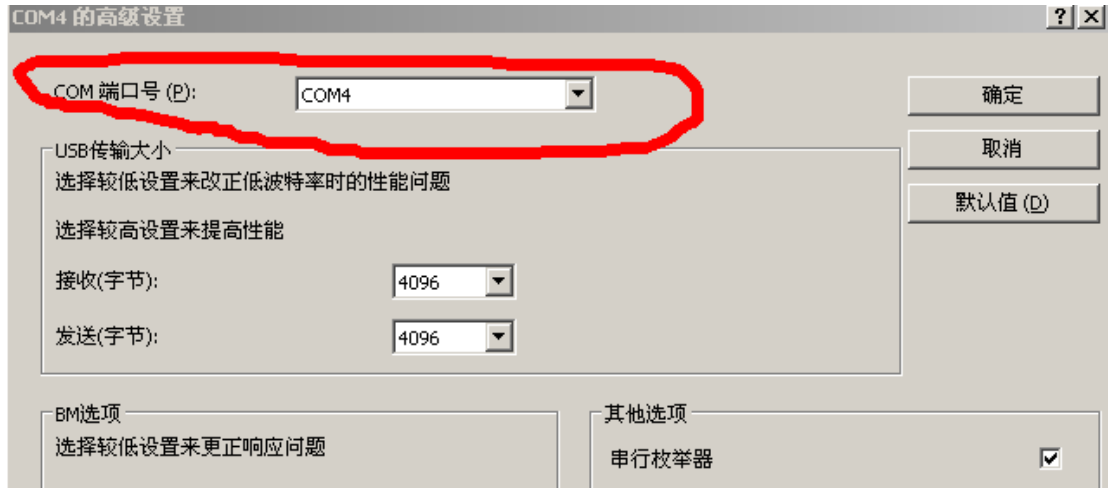 COM4 的高级设置
COM 端口号(P):
COM4
确定
取消
默认值(D)
USB传输大小
选择较低设置来改正低波特率时的性能问题
选择较高设置来提高性能
接收(字节):
4096
发送(字节):
4096
BM选项
选择较低设置来更正响应问题
其他选项
串行枚举器